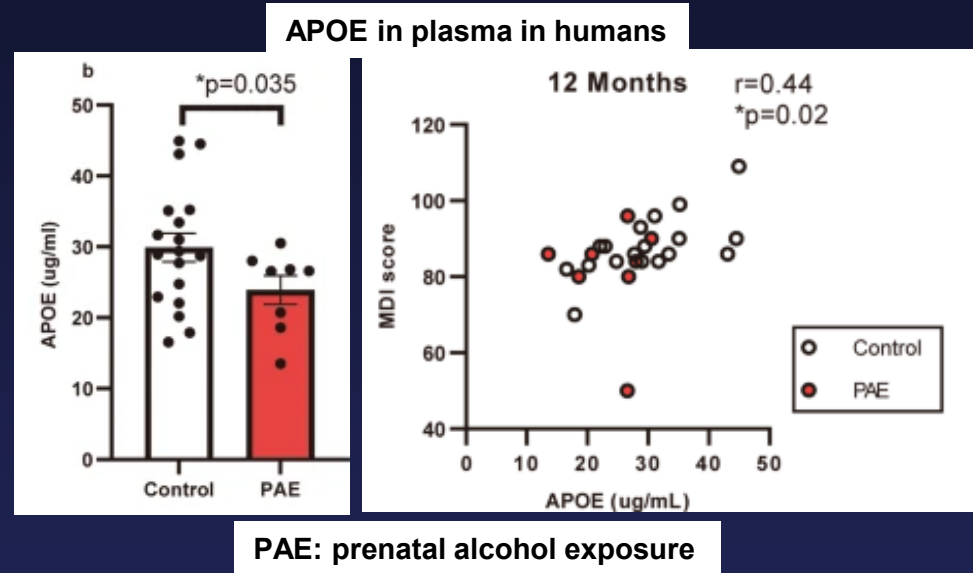 APOE in plasma in humans
b
*p=0.035
50
40
30
20
10
0
APOE (ug/ml)
Control
PAE
12 Months
r=0.44
*p=0.02
120
100
80
60
40
MDI score
0
10
20
30
40
50
APOE (ug/mL)
Control
PAE
PAE: prenatal alcohol exposure